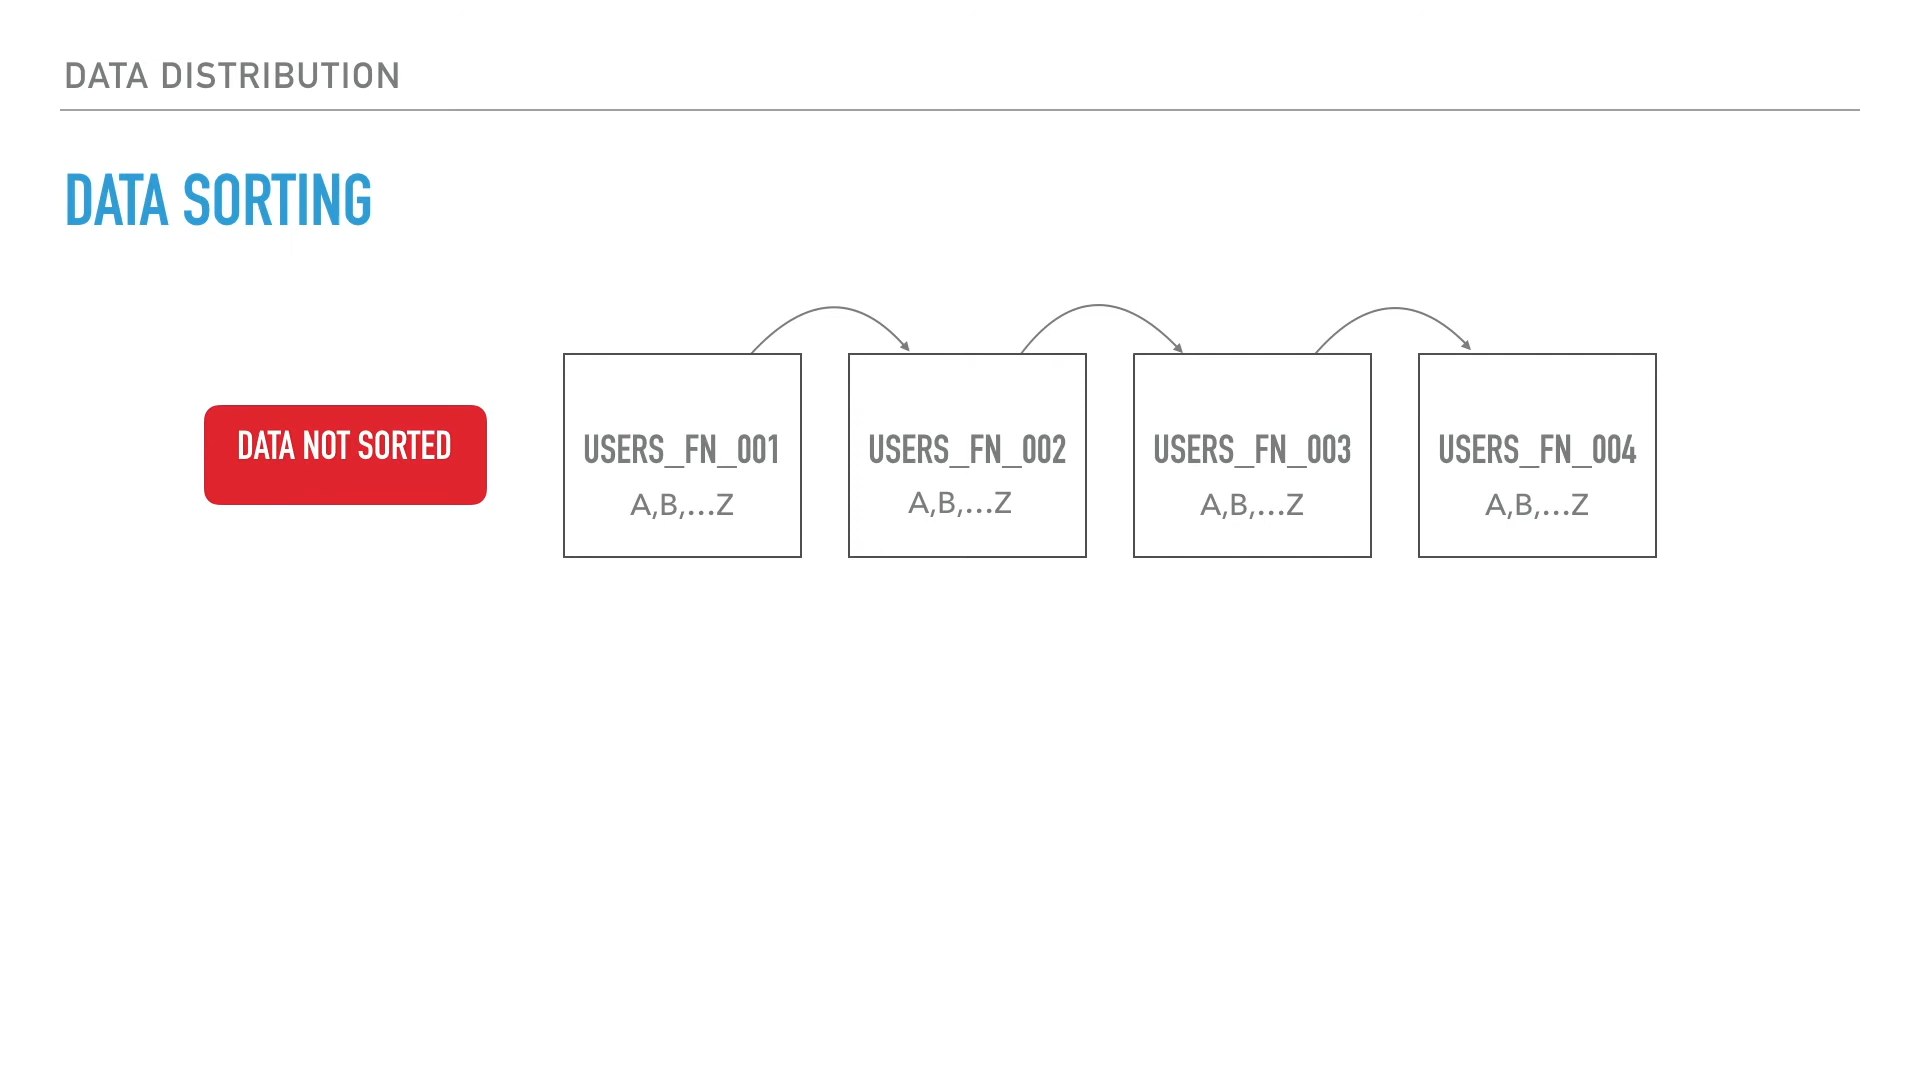 DATA DISTRIBUTION
DATA SORTING
DATA NOT SORTED
USERS_FN_001
A,B,...Z
USERS_FN_002
A,B,...Z
USERS_FN_003
A,B,...Z
USERS_FN_004
A,B,...Z